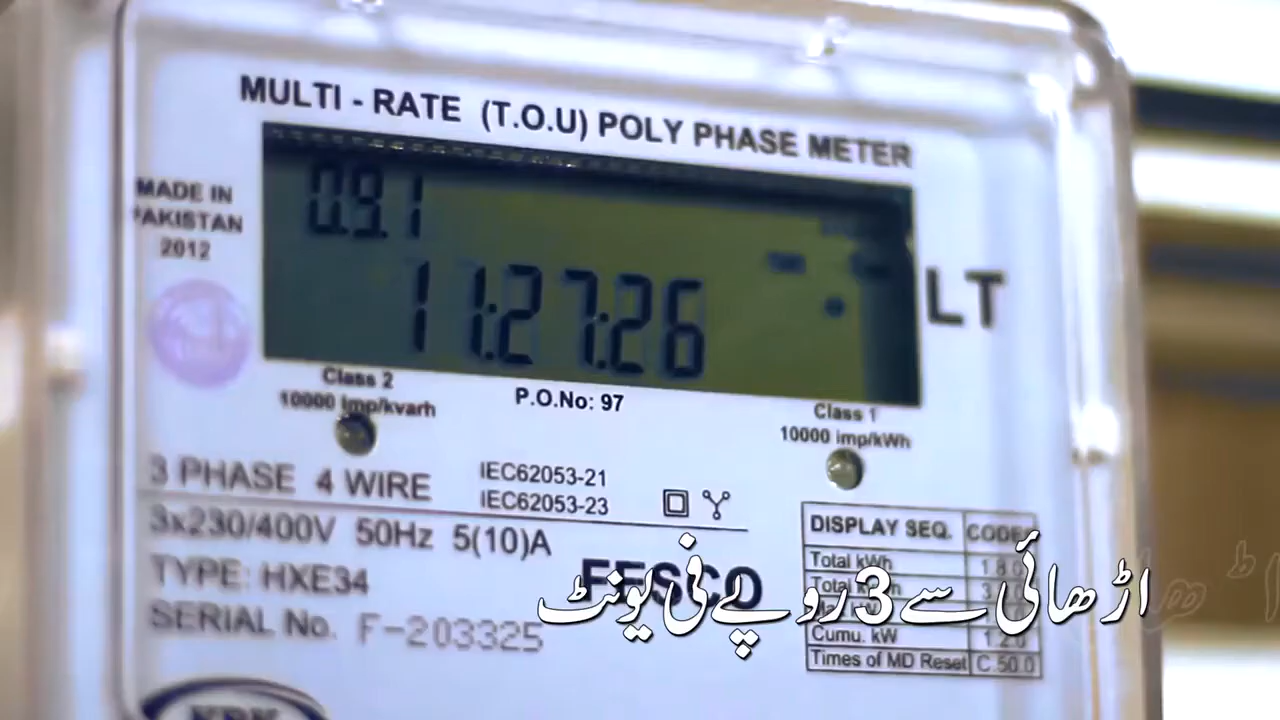 MULTI - RATE (T.O.U) POLY PHASE METER
MADE IN
PAKISTAN
2012
0.9.1
11:27:26
LT
Class 2
10000 imp/kvarh
P.O.No: 97
Class 1
10000 imp/kWh
3 PHASE 4 WIRE
IEC62053-21
IEC62053-23
3x230/400V 50Hz 5(10)A
TYPE: HXE34
SERIAL No. F-203325
FESCO
DISPLAY SEQ. CODES
Total kWh 1.8.0
Total
Cumu. kW 1.2.0
Times of MD Reset C.50.0
اڑھائی سے 3 روپے فی یونٹ